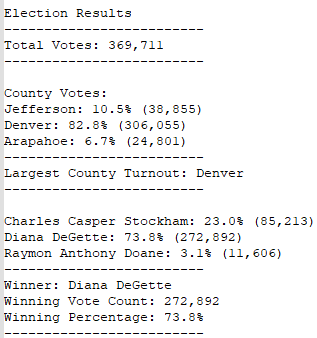 Election Results
-------------------------
Total Votes: 369,711
-------------------------
County Votes:
Jefferson: 10.5% (38,855)
Denver: 82.8% (306,055)
Arapahoe: 6.7% (24,801)
-------------------------
Largest County Turnout: Denver
-------------------------
Charles Casper Stockham: 23.0% (85,213)
Diana DeGette: 73.8% (272,892)
Raymon Anthony Doane: 3.1% (11,606)
-------------------------
Winner: Diana DeGette
Winning Vote Count: 272,892
Winning Percentage: 73.8%
-------------------------